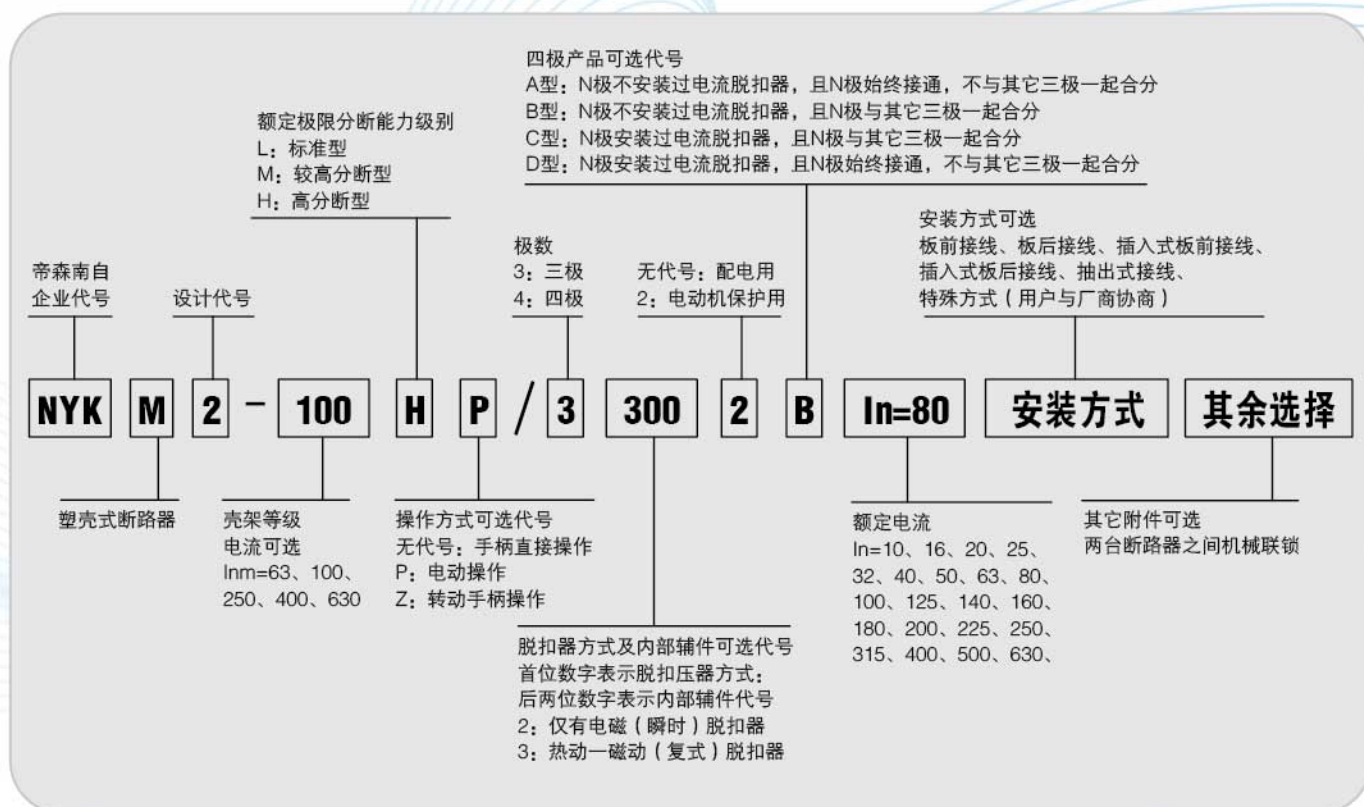 四极产品可选代号
A型：N极不安装过电流脱扣器，且N极始终接通，不与其它三极一起合分
B型：N极不安装过电流脱扣器，且N极与其它三极一起合分
C型：N极安装过电流脱扣器，且N极与其它三极一起合分
D型：N极安装过电流脱扣器，且N极始终接通，不与其它三极一起合分
额定极限分断能力级别
L：标准型
M：较高分断型
H：高分断型
安装方式可选
板前接线、板后接线、插入式板前接线、
插入式板后接线、抽出式接线、
特殊方式（用户与厂商协商）
极数
3：三极
4：四极
无代号：配电用
2：电动机保护用
帝森南自
企业代号
设计代号
NYK M 2 - 100 H P / 3 300 2 B In=80 安装方式 其余选择
塑壳式断路器
壳架等级
电流可选
Inm=63、100、
250、400、630
操作方式可选代号
无代号：手柄直接操作
P：电动操作
Z：转动手柄操作
额定电流
In=10、16、20、25、
32、40、50、63、80、
100、125、140、160、
180、200、225、250、
315、400、500、630、
其它附件可选
两台断路器之间机械联锁
脱扣器方式及内部辅件可选代号
首位数字表示脱扣压器方式：
后两位数字表示内部辅件代号
2：仅有电磁（瞬时）脱扣器
3：热动一磁动（复式）脱扣器